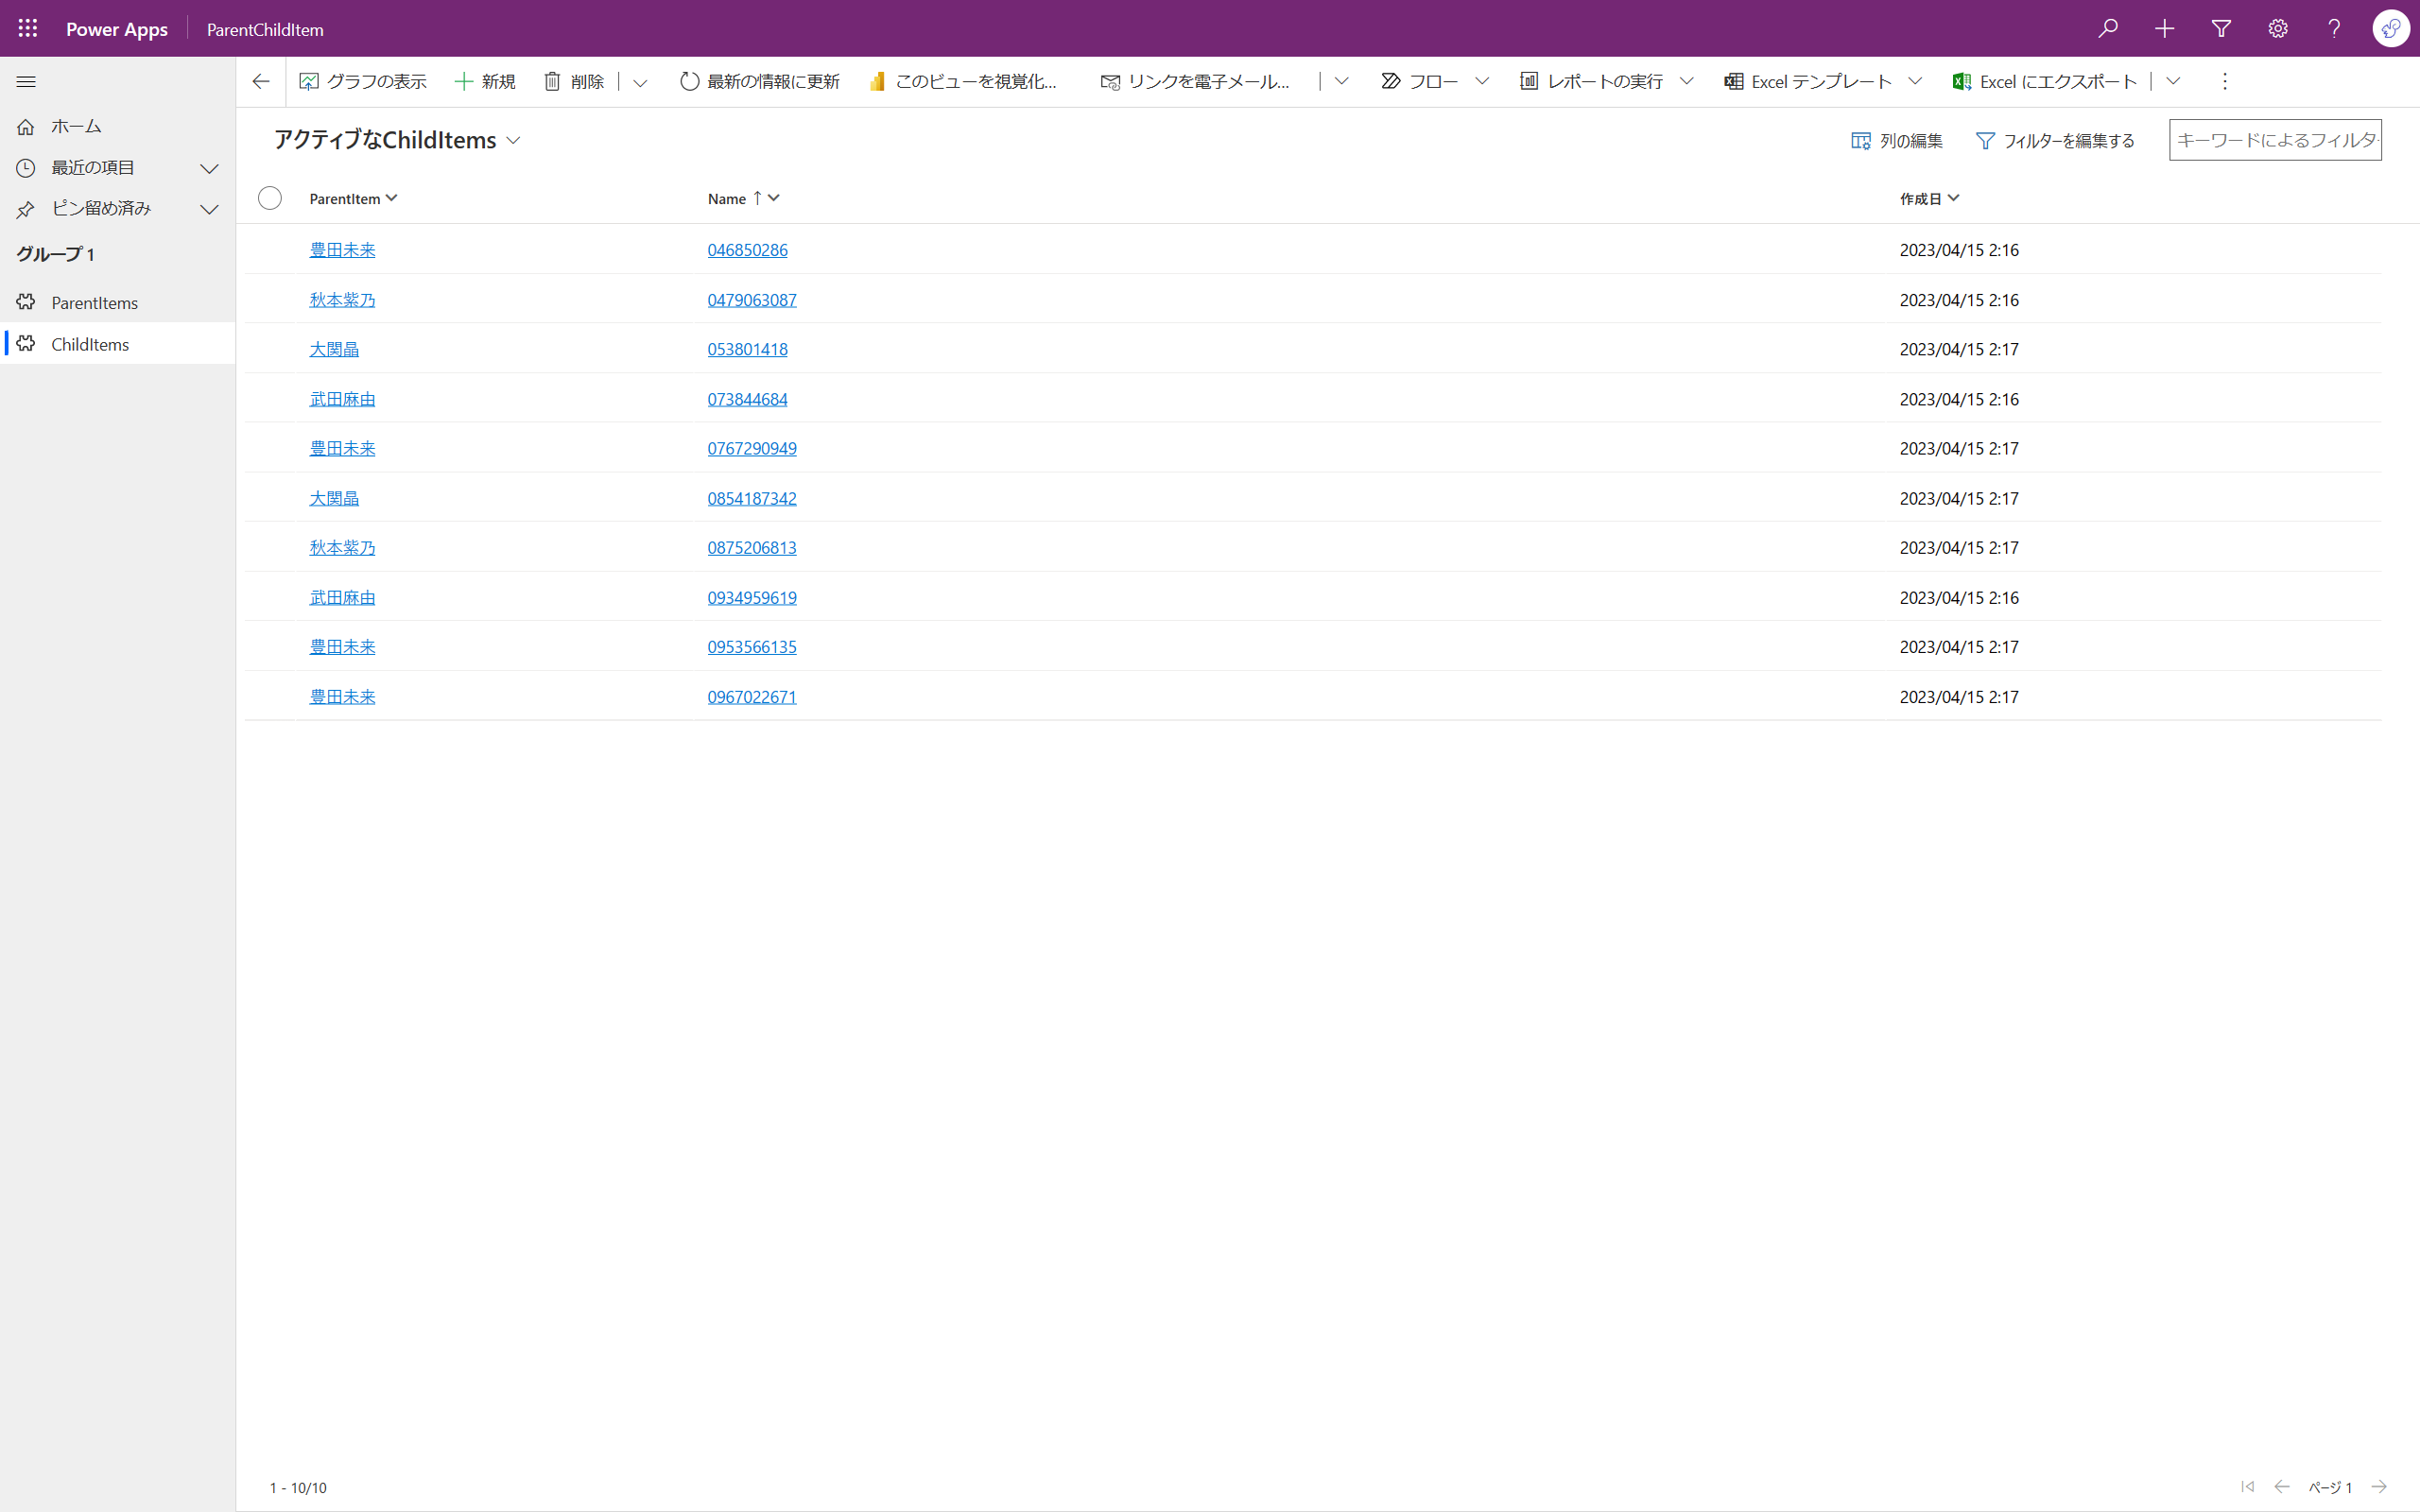 Power Apps ParentChildItem
グラフの表示 新規 削除 最新の情報に更新 このビューを視覚化... リンクを電子メール... フロー レポートの実行 Excel テンプレート Excel にエクスポート
ホーム
最近の項目
ピン留め済み
グループ 1
ParentItems
ChildItems
アクティブなChildItems 列の編集 フィルターを編集する キーワードによるフィルター
ParentItem Name ↑ 作成日
豊田未来 046850286 2023/04/15 2:16
秋本紫乃 0479063087 2023/04/15 2:16
大関晶 053801418 2023/04/15 2:17
武田麻由 073844684 2023/04/15 2:16
豊田未来 0767290949 2023/04/15 2:17
大関晶 0854187342 2023/04/15 2:17
秋本紫乃 0875206813 2023/04/15 2:17
武田麻由 0934959619 2023/04/15 2:16
豊田未来 0953566135 2023/04/15 2:17
豊田未来 0967022671 2023/04/15 2:17
1 - 10/10 ページ 1